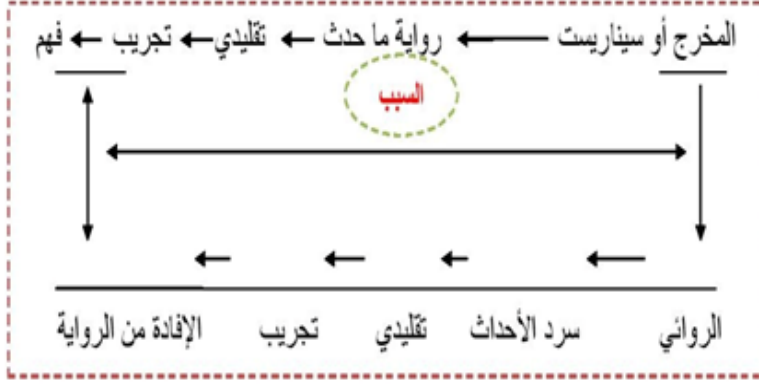 المخرج أو سيناريست ← رواية ما حدث ← تقليدي ← تجريب ← فهم
السبب
الروائي سرد الأحداث تقليدي تجريب الإفادة من الرواية